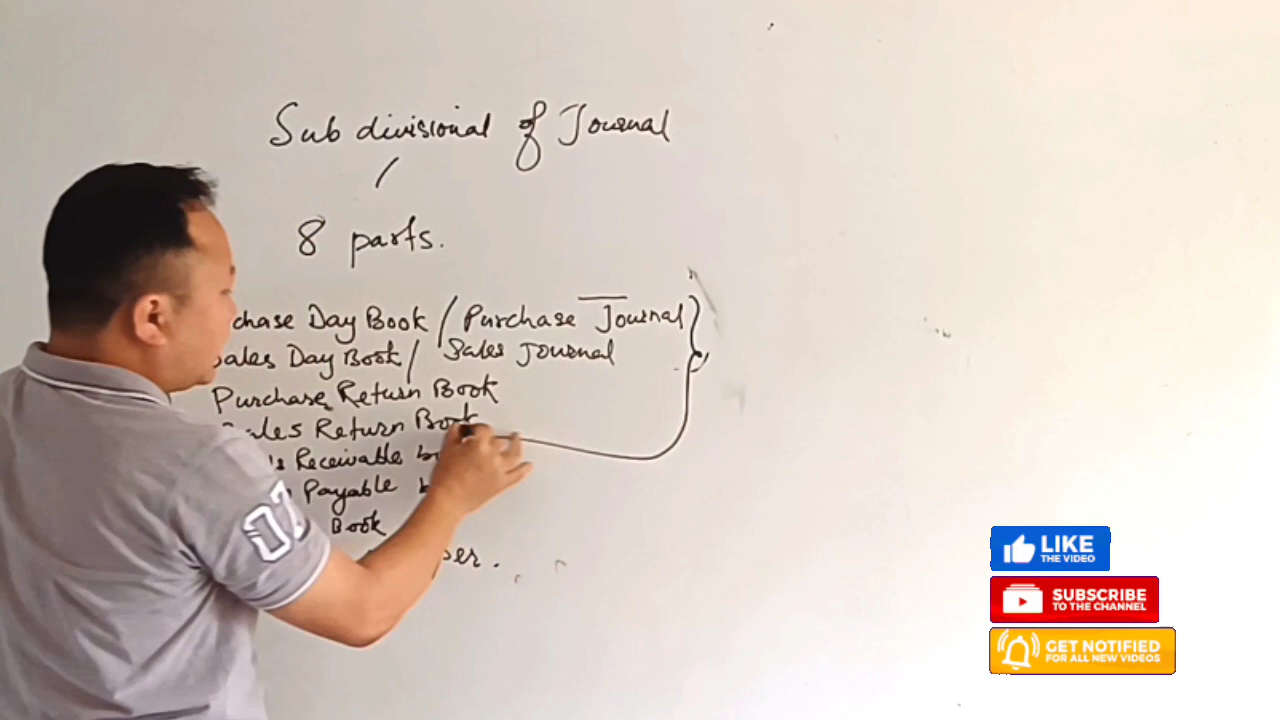 Sub divisional of Journal
8 parts.
chase Day Book / Purchase Journal
ales Day Book / Sales Journal
Purchase Return Book
ales Return Book
Receivable
Payable
Book
LIKE
THE VIDEO
SUBSCRIBE
TO THE CHANNEL
GET NOTIFIED
FOR ALL NEW VIDEOS